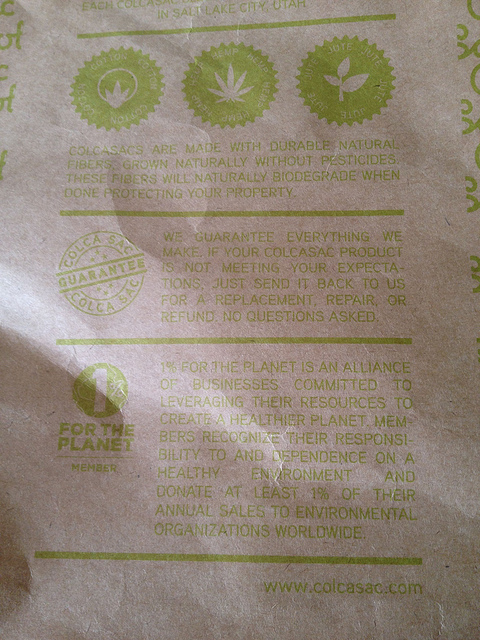 EACH COLCASAC
IN SALT LAKE CITY, UTAH.
JUTE
COLCASACS ARE MADE WITH DURABLE NATURAL
FIBERS, GROWN NATURALLY WITHOUT PESTICIDES.
THESE FIBERS WILL NATURALLY BIODEGRADE WHEN
DONE PROTECTING YOUR PROPERTY.
COLCA SAC
GUARANTEE
COLCA SAC
WE GUARANTEE EVERYTHING WE
MAKE. IF YOUR COLCASAC PRODUCT
IS NOT MEETING YOUR EXPECTA-
TIONS, JUST SEND IT BACK TO US
FOR A REPLACEMENT, REPAIR, OR
REFUND. NO QUESTIONS ASKED.
1
FOR THE
PLANET
MEMBER
1% FOR THE PLANET IS AN ALLIANCE
OF BUSINESSES COMMITTED TO
LEVERAGING THEIR RESOURCES TO
CREATE A HEALTHIER PLANET. MEM-
BERS RECOGNIZE THEIR RESPONSI-
BILITY TO AND DEPENDENCE ON A
HEALTHY ENVIRONMENT AND
DONATE AT LEAST 1% OF THEIR
ANNUAL SALES TO ENVIRONMENTAL
ORGANIZATIONS WORLDWIDE.
www.colcasac.com